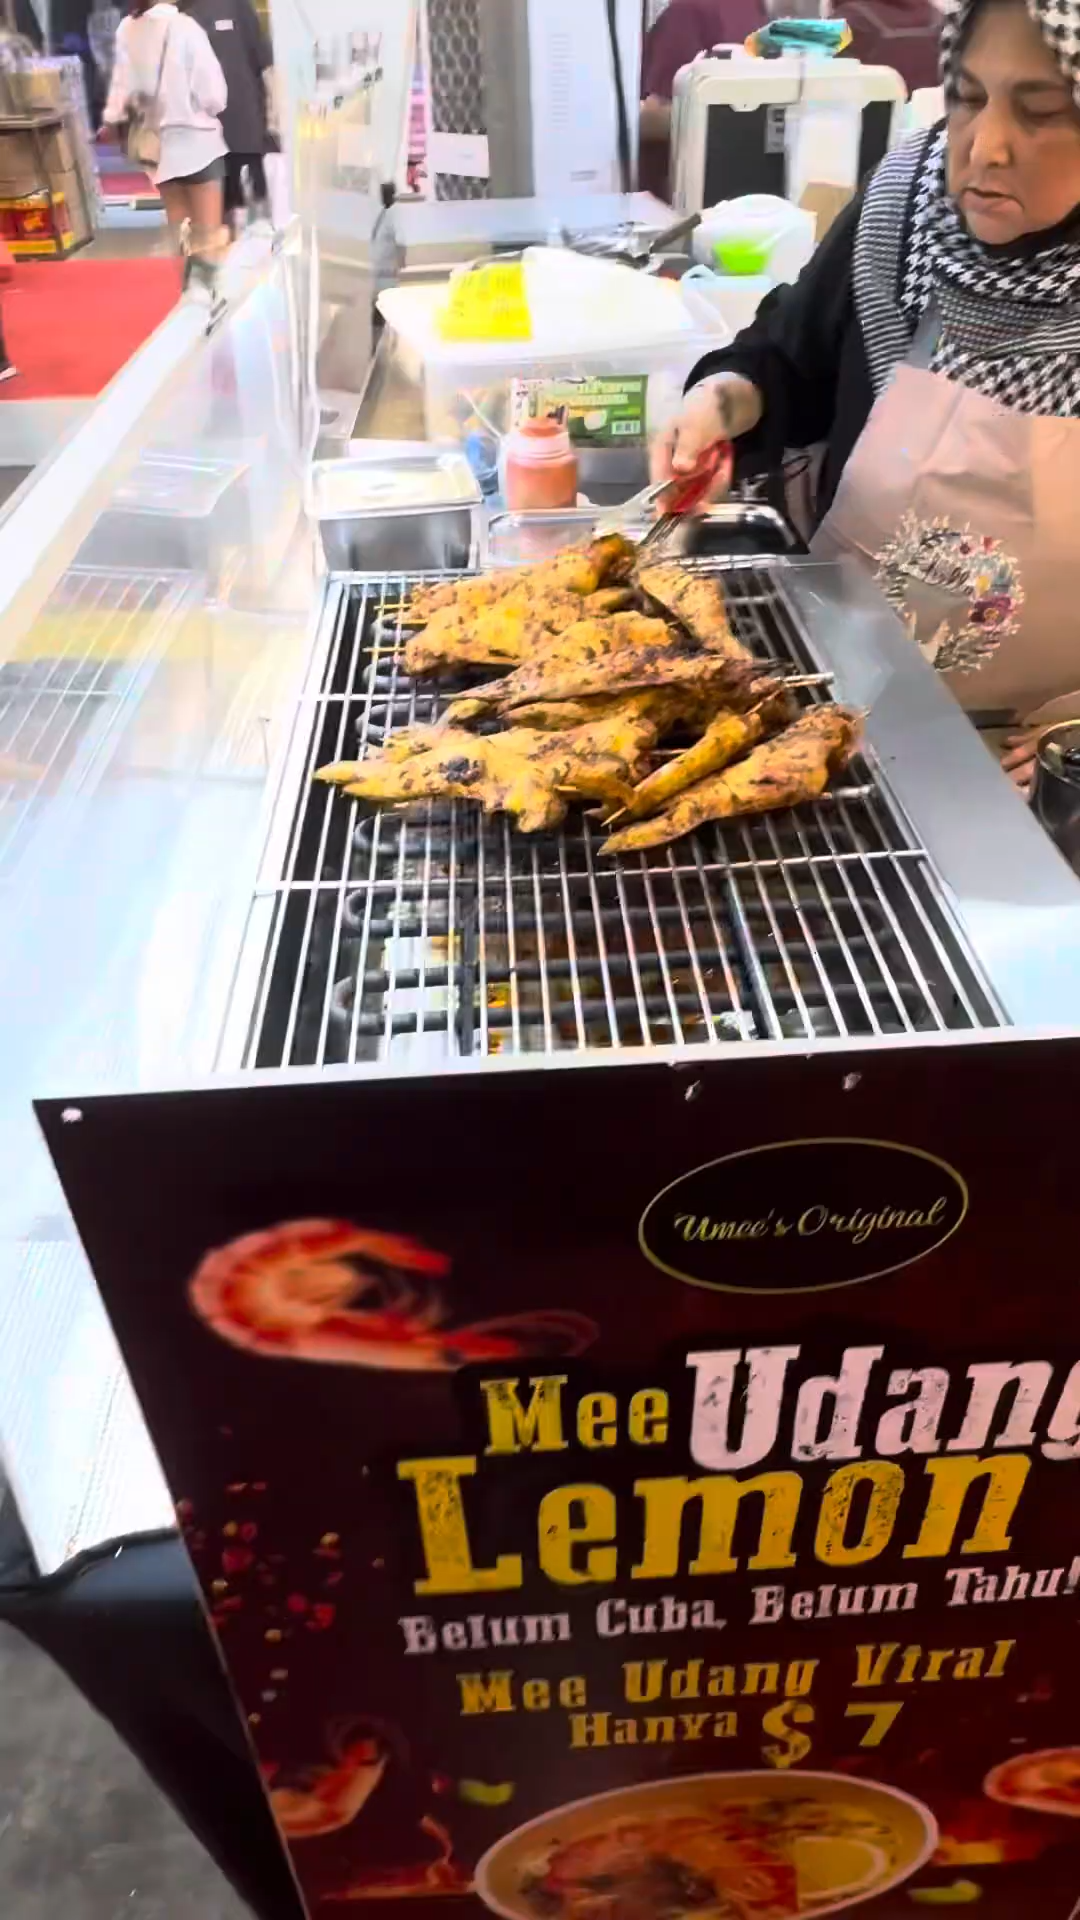 Umee's Original
Mee Udang
Lemon
Belum Cuba, Belum Tahu!
Mee Udang Viral
Hanya $7